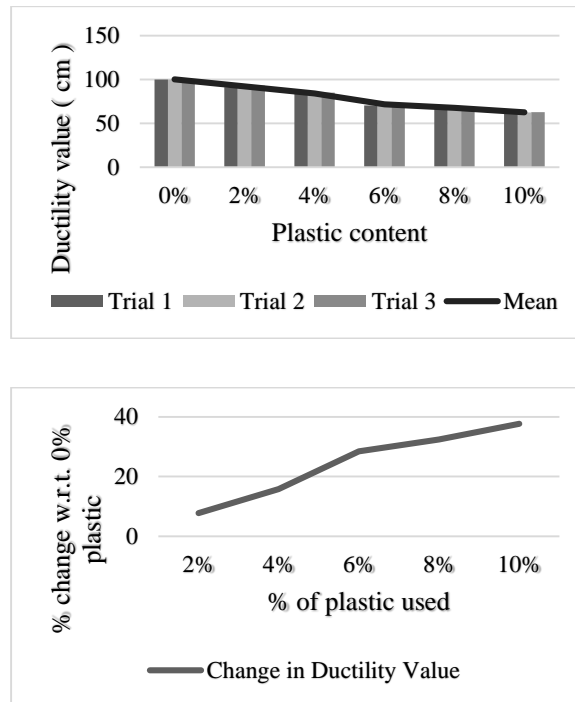 Ductility value ( cm )
150
100
50
0
0% 2% 4% 6% 8% 10%
Plastic content
Trial 1 Trial 2 Trial 3 Mean
% change w.r.t. 0%
plastic
40
20
0
2% 4% 6% 8% 10%
% of plastic used
Change in Ductility Value